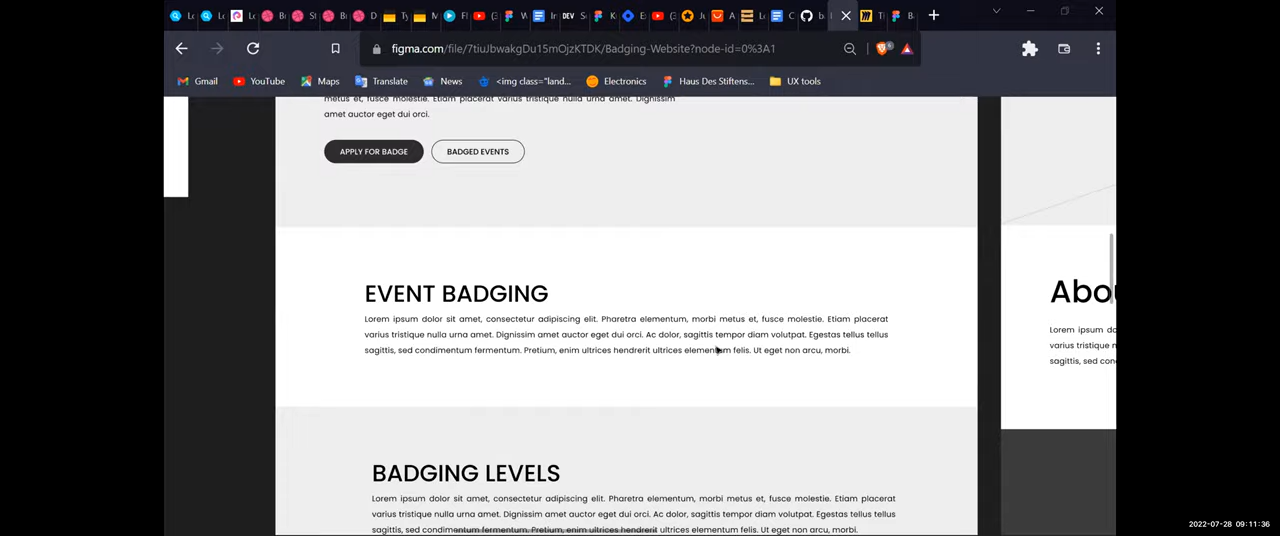 figma.com/file/7tiuJbwakgDu15mOjzKTDK/Badging-Website?node-id=0%3A1
Gmail YouTube Maps Translate News <img class="land... Electronics Haus Des Stiftens... UX tools
metus et, fusce molestie. Etiam placerat varius tristique nulla urna amet. Dignissim
amet auctor eget dui orci.
APPLY FOR BADGE BADGED EVENTS
EVENT BADGING
Lorem ipsum dolor sit amet, consectetur adipiscing elit. Pharetra elementum, morbi metus et, fusce molestie. Etiam placerat
varius tristique nulla urna amet. Dignissim amet auctor eget dui orci. Ac dolor, sagittis tempor diam volutpat. Egestas tellus tellus
sagittis, sed condimentum fermentum. Pretium, enim ultrices hendrerit ultrices elementum felis. Ut eget non arcu, morbi.
Abou
Lorem ipsum do
varius tristique n
sagittis, sed con
BADGING LEVELS
Lorem ipsum dolor sit amet, consectetur adipiscing elit. Pharetra elementum, morbi metus et, fusce molestie. Etiam placerat
varius tristique nulla urna amet. Dignissim amet auctor eget dui orci. Ac dolor, sagittis tempor diam volutpat. Egestas tellus tellus
sagittis, sed condimentum fermentum. Pretium, enim ultrices hendrerit ultrices elementum felis. Ut eget non arcu, morbi.
2022-07-28 09:11:36